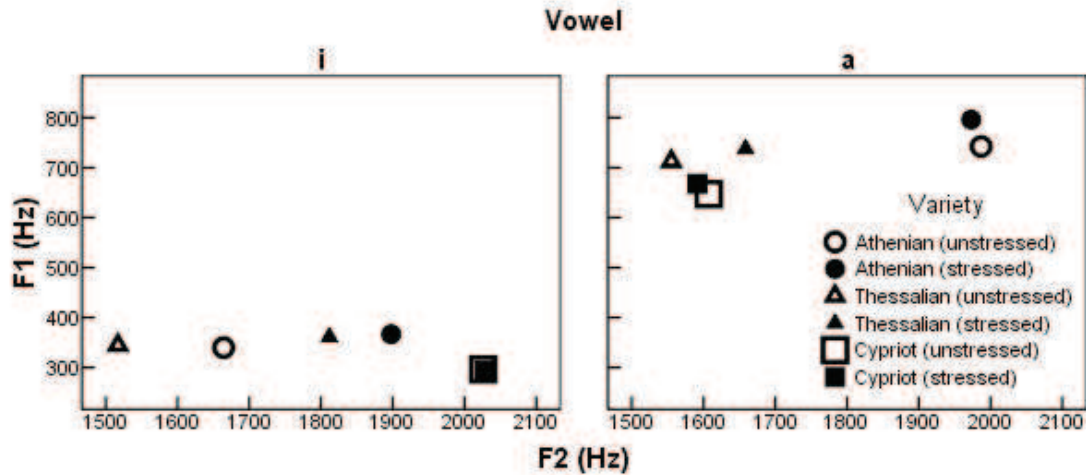 Vowel
i
a
800
700
600
500
400
300
F1 (Hz)
1500 1600 1700 1800 1900 2000 2100
1500 1600 1700 1800 1900 2000 2100
F2 (Hz)
Variety
Athenian (unstressed)
Athenian (stressed)
Thessalian (unstressed)
Thessalian (stressed)
Cypriot (unstressed)
Cypriot (stressed)